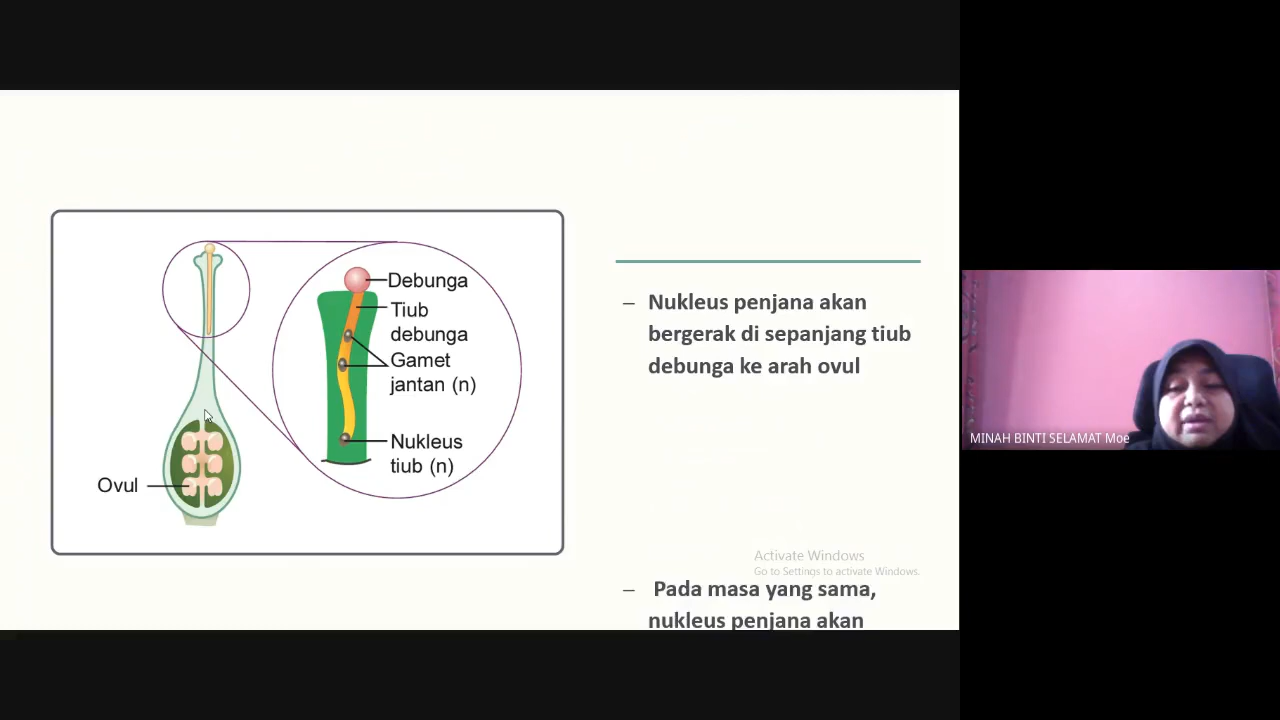 Debunga
Tiub
debunga
Gamet
jantan (n)
Nukleus
tiub (n)
Ovul
– Nukleus penjana akan
bergerak di sepanjang tiub
debunga ke arah ovul
Activate Windows
Go to Settings to activate Windows.
– Pada masa yang sama,
nukleus penjana akan
MINAH BINTI SELAMAT Moe